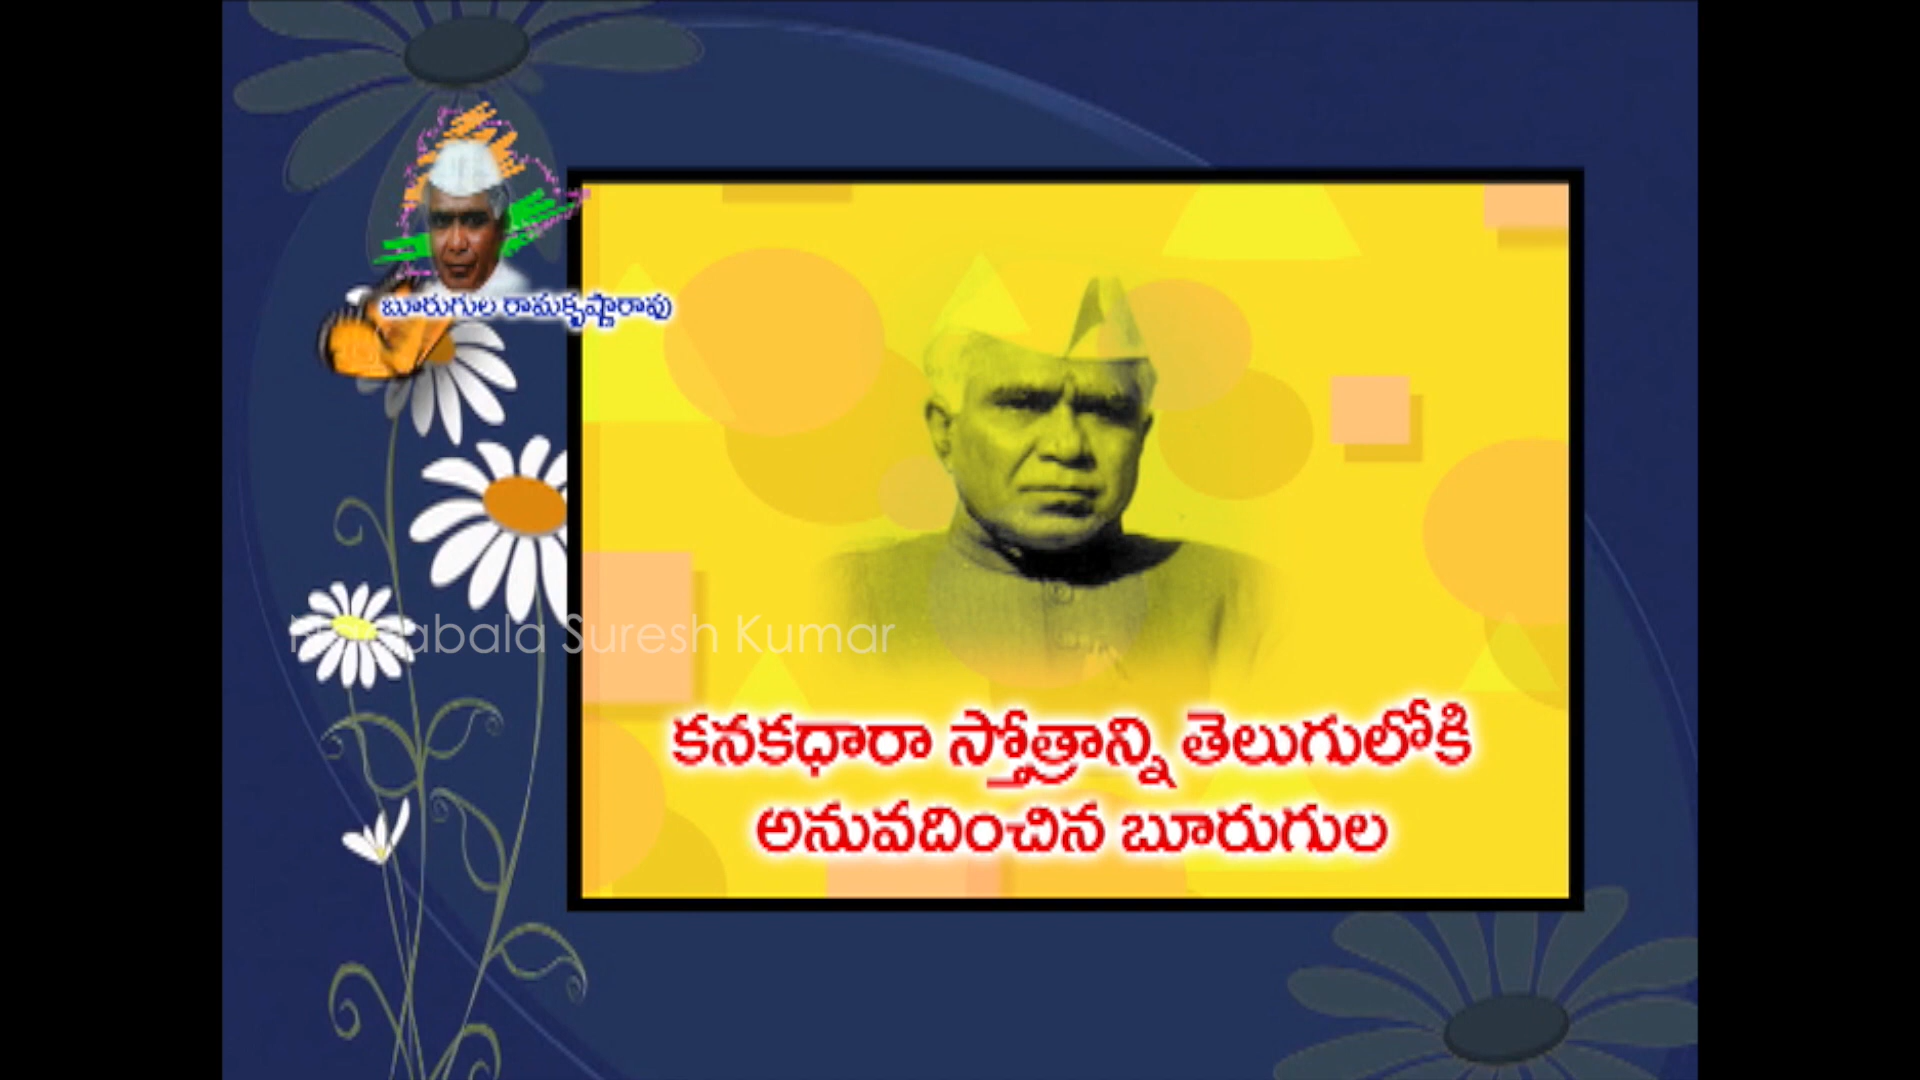 బూరుగుల రామకృష్ణారావు
Suresh Kumar
కనకధారా స్తోత్రాన్ని తెలుగులోకి
అనువదించిన బూరుగుల